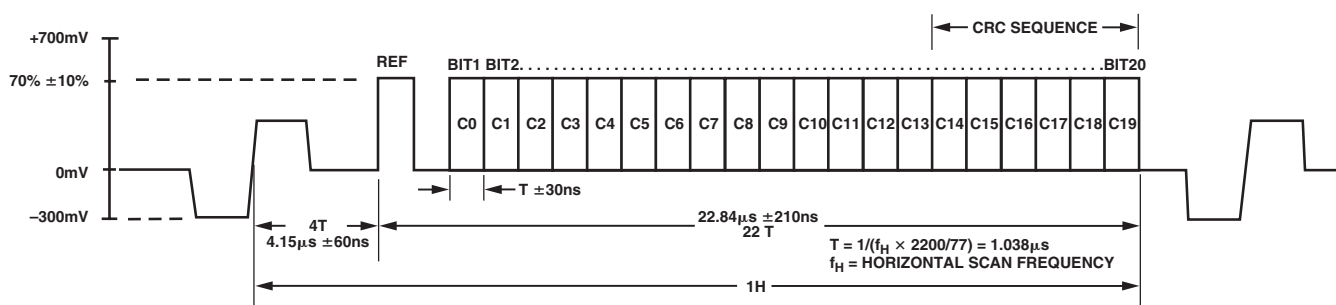 CRC SEQUENCE
+700mV
REF
BIT1 BIT2. . . . . . . . . . . . . . . . . . . . . . . . . . . . . . . . . . . . . . . . . . . . . . . . . . . . . . . . . . . . . . . . . . . . . . BIT20
70% ±10%
C0 C1 C2 C3 C4 C5 C6 C7 C8 C9 C10 C11 C12 C13 C14 C15 C16 C17 C18 C19
0mV
T ±30ns
–300mV
4T
4.15µs ±60ns
22.84µs ±210ns
22 T
T = 1/(fH × 2200/77) = 1.038µs
fH = HORIZONTAL SCAN FREQUENCY
1H